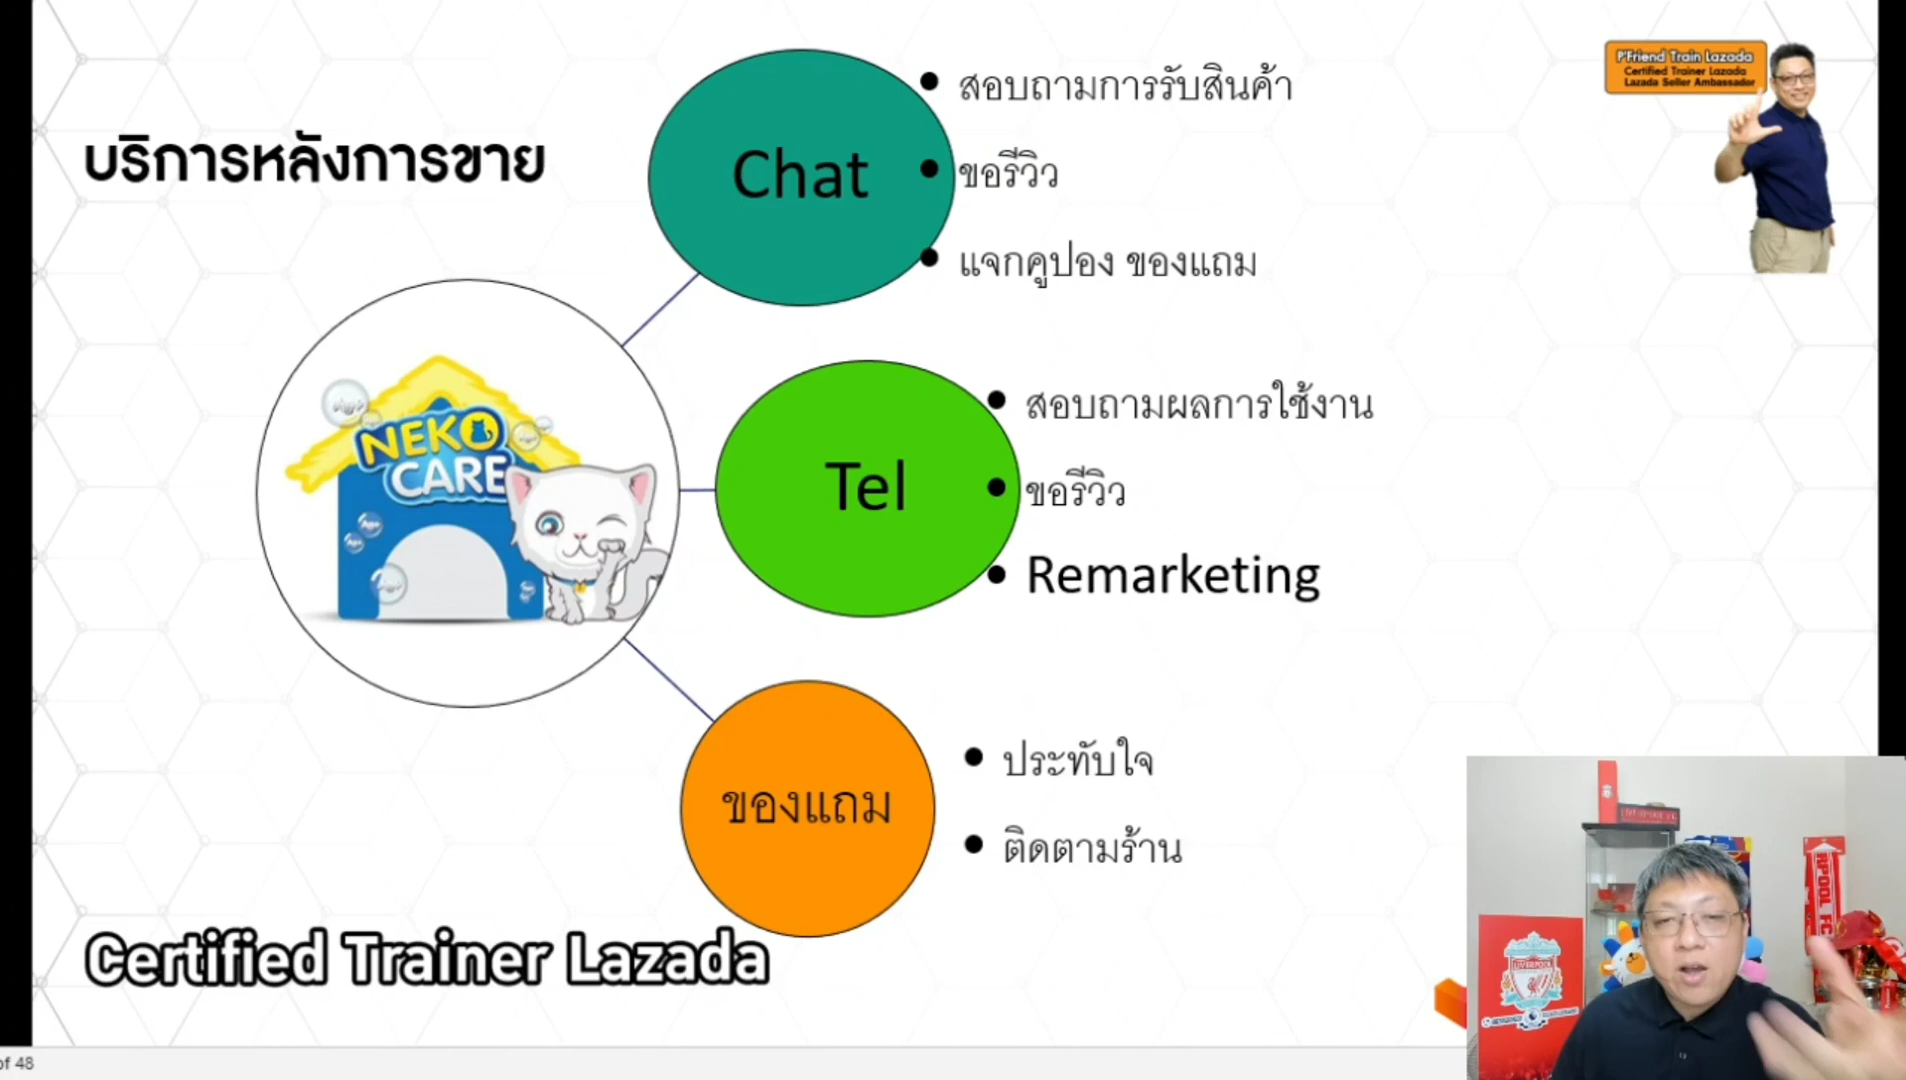 P'Friend Train Lazada
Certified Trainer Lazada
Lazada Seller Ambassador
บริการหลังการขาย
Chat
สอบถามการรับสินค้า
ขอรีวิว
แจกคูปอง ของแถม
NEKO
CARE
Tel
สอบถามผลการใช้งาน
ขอรีวิว
Remarketing
ของแถม
ประทับใจ
ติดตามร้าน
Certified Trainer Lazada
LIVERPOOL
RPOOL FC
of 48